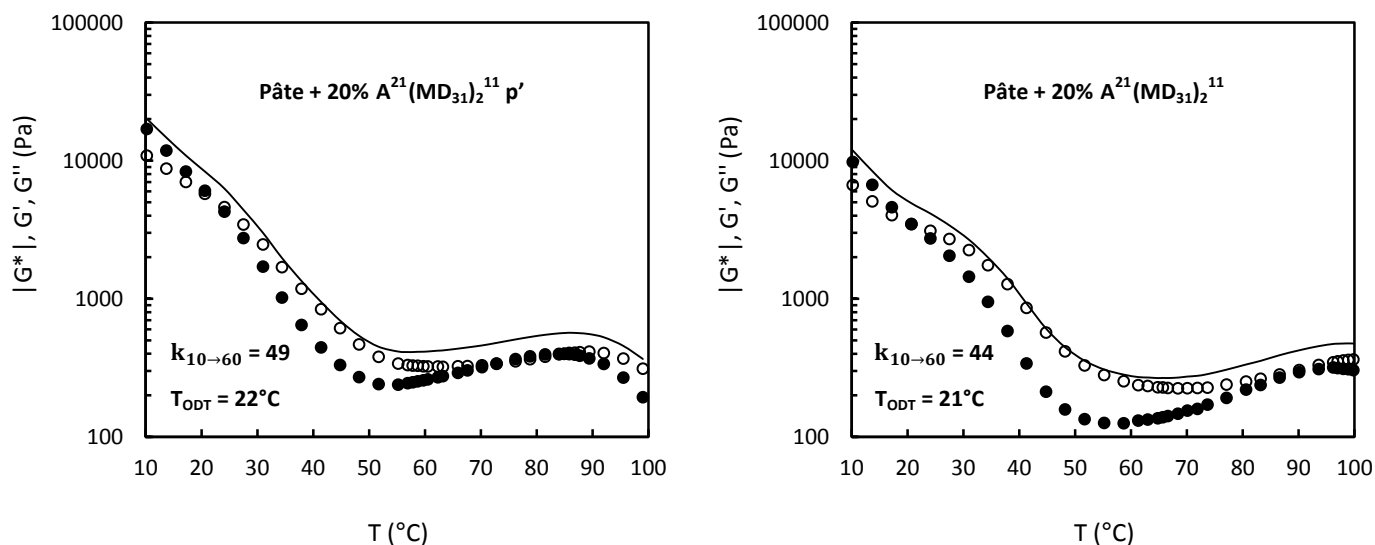 100000
10000
1000
100
|G*|, G', G'' (Pa)
Pâte + 20% A²¹(MD₃₁)₂¹¹ p’
k₁₀→₆₀ = 49
T_ODT = 22°C
10 20 30 40 50 60 70 80 90 100
T (°C)
100000
10000
1000
100
|G*|, G', G'' (Pa)
Pâte + 20% A²¹(MD₃₁)₂¹¹
k₁₀→₆₀ = 44
T_ODT = 21°C
10 20 30 40 50 60 70 80 90 100
T (°C)